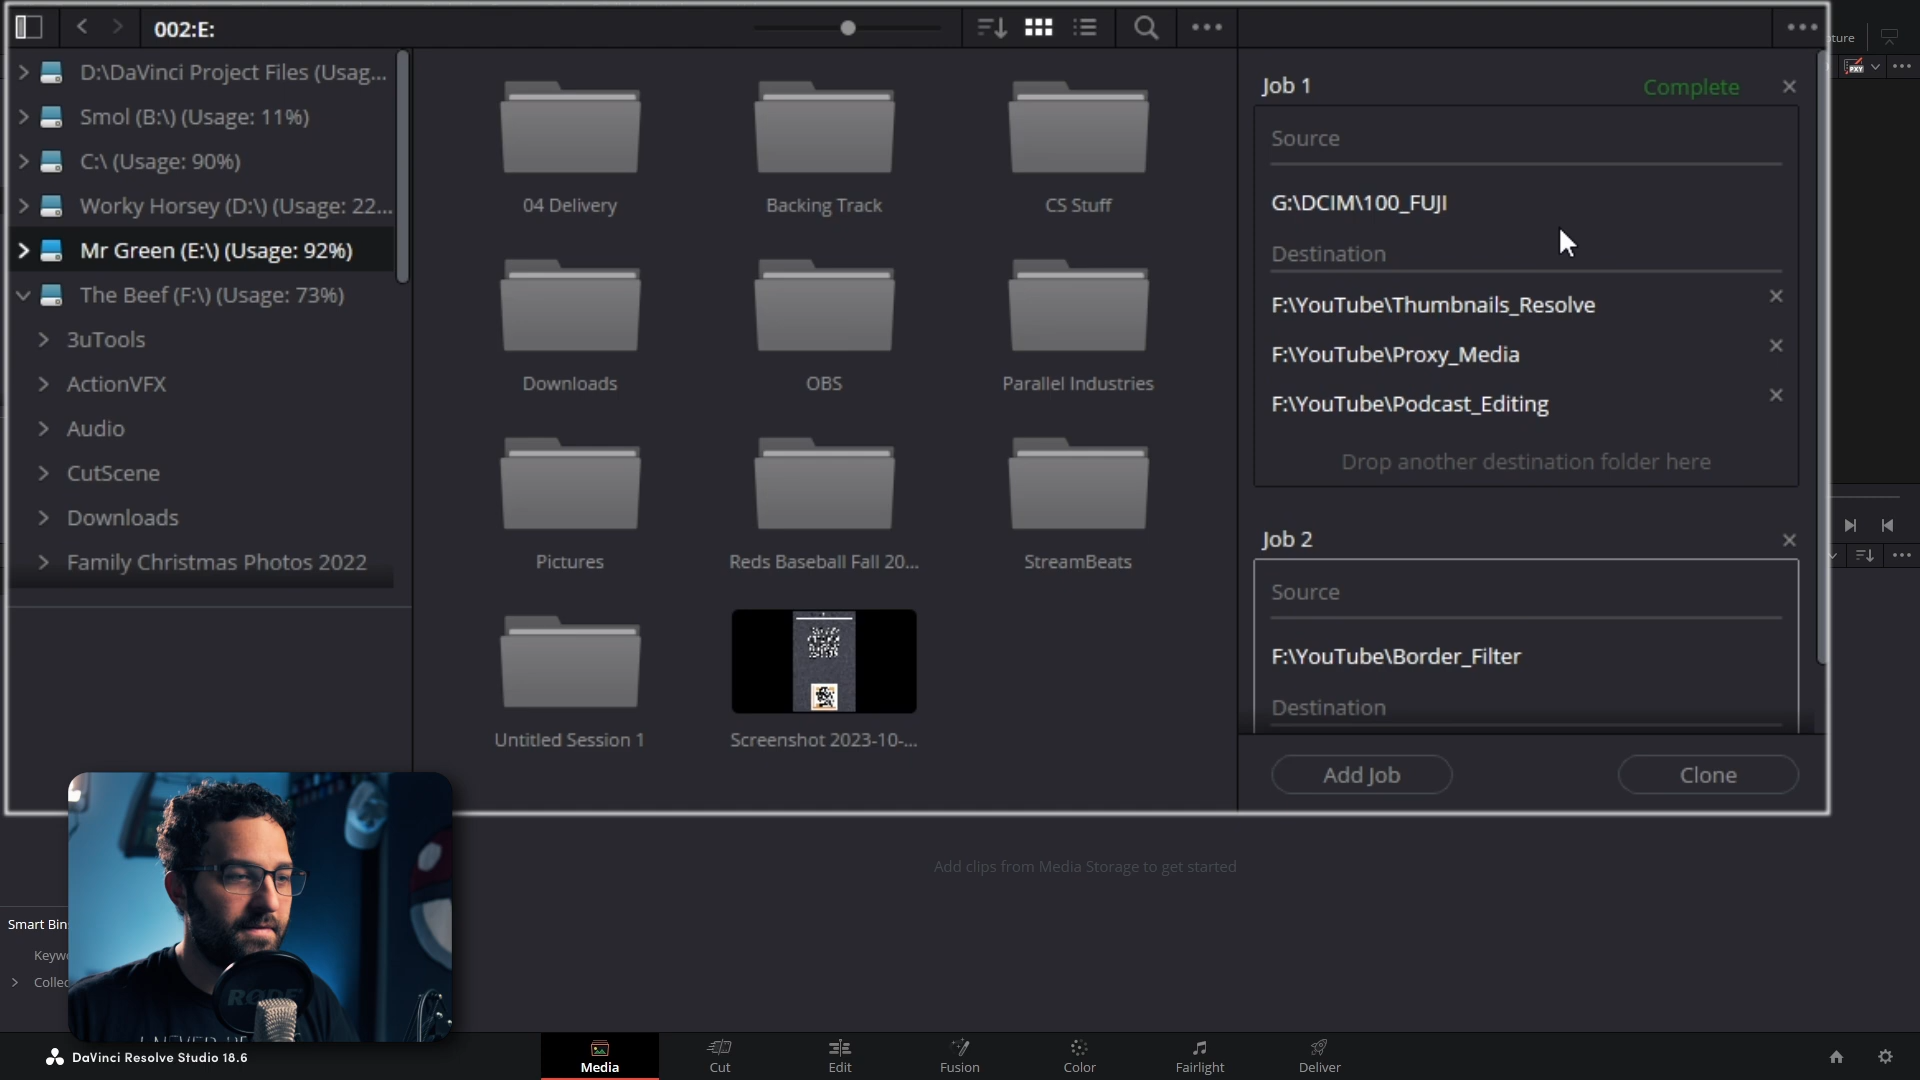 002:E:
D:\DaVinci Project Files (Usag...
Smol (B:\) (Usage: 11%)
C:\ (Usage: 90%)
Worky Horsey (D:\) (Usage: 22...
Mr Green (E:\) (Usage: 92%)
The Beef (F:\) (Usage: 73%)
3uTools
ActionVFX
Audio
CutScene
Downloads
Family Christmas Photos 2022
04 Delivery
Backing Track
CS Stuff
Downloads
OBS
Parallel Industries
Pictures
Reds Baseball Fall 20...
StreamBeats
Untitled Session 1
Screenshot 2023-10-...
Job 1
Complete
Source
G:\DCIM\100_FUJI
Destination
F:\YouTube\Thumbnails_Resolve
F:\YouTube\Proxy_Media
F:\YouTube\Podcast_Editing
Drop another destination folder here
Job 2
Source
F:\YouTube\Border_Filter
Destination
Add Job
Clone
ture
PXY
Add clips from Media Storage to get started
Smart Bin
Keywo
Collec
RODE
DaVinci Resolve Studio 18.6
Media
Cut
Edit
Fusion
Color
Fairlight
Deliver